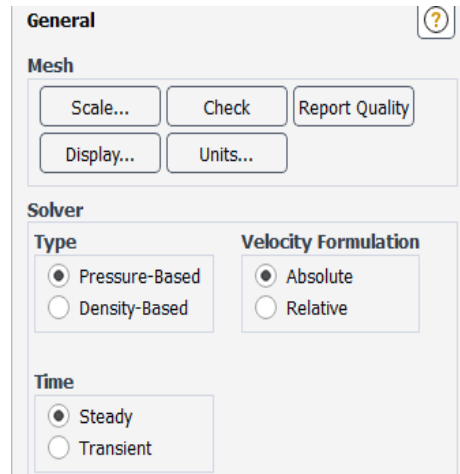 General
?
Mesh
Scale... Check Report Quality
Display... Units...
Solver
Type Velocity Formulation
Pressure-Based Absolute
Density-Based Relative
Time
Steady
Transient